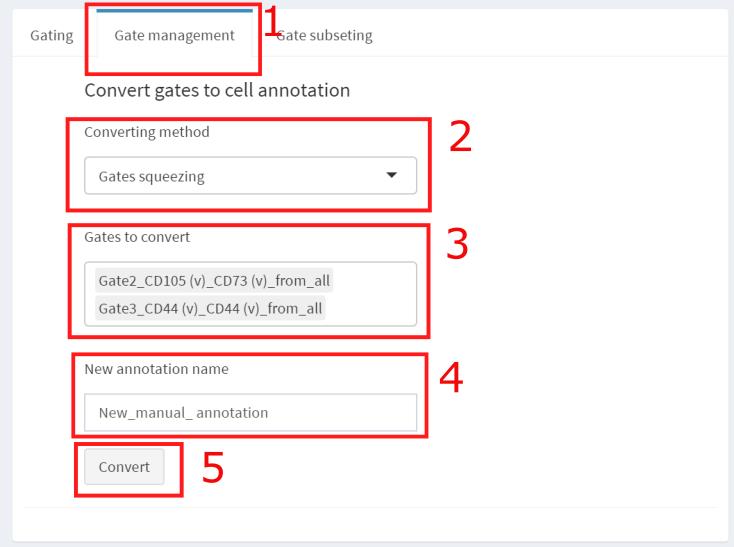 Gating
Gate management
1
Gate subseting
Convert gates to cell annotation
Converting method
2
Gates squeezing
Gates to convert
3
Gate2_CD105 (v)_CD73 (v)_from_all
Gate3_CD44 (v)_CD44 (v)_from_all
New annotation name
4
New_manual_ annotation
Convert
5